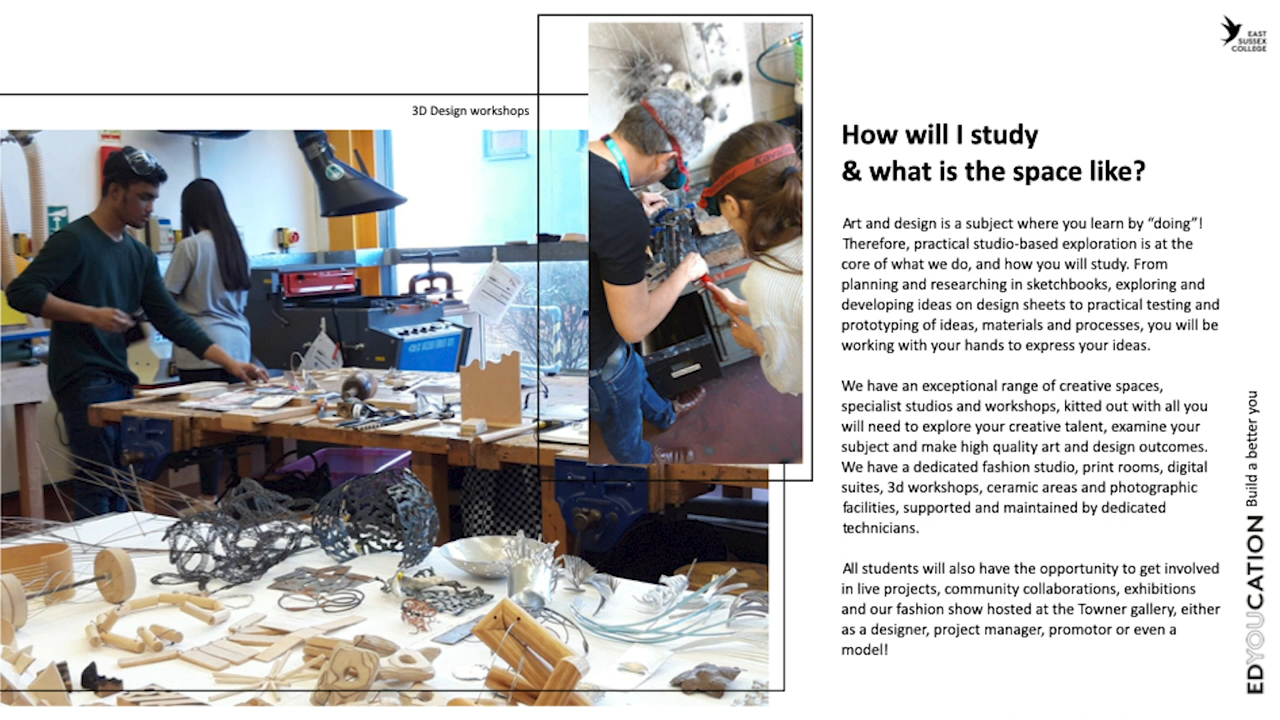 EAST
SUSSEX
COLLEGE
3D Design workshops
How will I study
& what is the space like?
Art and design is a subject where you learn by “doing”!
Therefore, practical studio-based exploration is at the
core of what we do, and how you will study. From
planning and researching in sketchbooks, exploring and
developing ideas on design sheets to practical testing and
prototyping of ideas, materials and processes, you will be
working with your hands to express your ideas.
We have an exceptional range of creative spaces,
specialist studios and workshops, kitted out with all you
will need to explore your creative talent, examine your
subject and make high quality art and design outcomes.
We have a dedicated fashion studio, print rooms, digital
suites, 3d workshops, ceramic areas and photographic
facilities, supported and maintained by dedicated
technicians.
All students will also have the opportunity to get involved
in live projects, community collaborations, exhibitions
and our fashion show hosted at the Towner gallery, either
as a designer, project manager, promotor or even a
model!
EDYOUCATION Build a better you